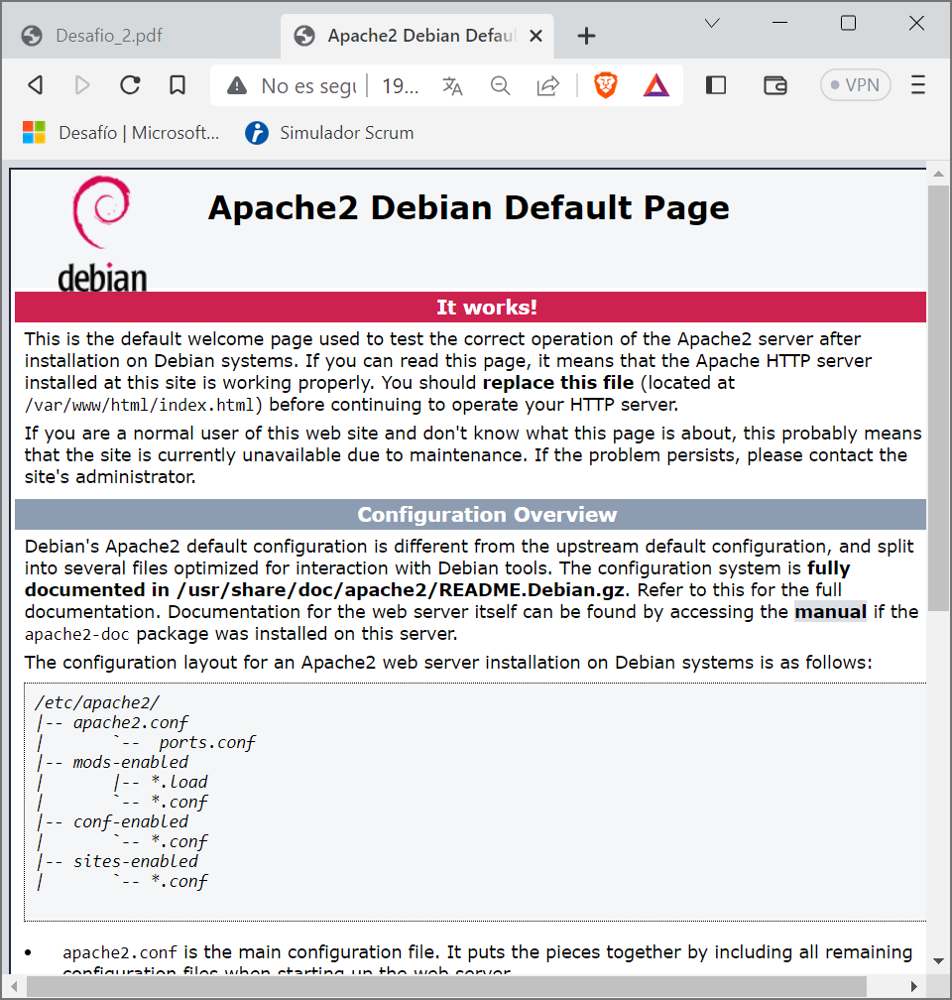 Desafio_2.pdf
Apache2 Debian Defau
No es segu
19...
VPN
Desafío | Microsoft...
Simulador Scrum
debian
Apache2 Debian Default Page
It works!
This is the default welcome page used to test the correct operation of the Apache2 server after
installation on Debian systems. If you can read this page, it means that the Apache HTTP server
installed at this site is working properly. You should replace this file (located at
/var/www/html/index.html) before continuing to operate your HTTP server.
If you are a normal user of this web site and don't know what this page is about, this probably means
that the site is currently unavailable due to maintenance. If the problem persists, please contact the
site's administrator.
Configuration Overview
Debian's Apache2 default configuration is different from the upstream default configuration, and split
into several files optimized for interaction with Debian tools. The configuration system is fully
documented in /usr/share/doc/apache2/README.Debian.gz. Refer to this for the full
documentation. Documentation for the web server itself can be found by accessing the manual if the
apache2-doc package was installed on this server.
The configuration layout for an Apache2 web server installation on Debian systems is as follows:
/etc/apache2/
|-- apache2.conf
|       `--  ports.conf
|-- mods-enabled
|       |-- *.load
|       `-- *.conf
|-- conf-enabled
|       `-- *.conf
|-- sites-enabled
|       `-- *.conf
• apache2.conf is the main configuration file. It puts the pieces together by including all remaining
configuration files when starting up the web server.